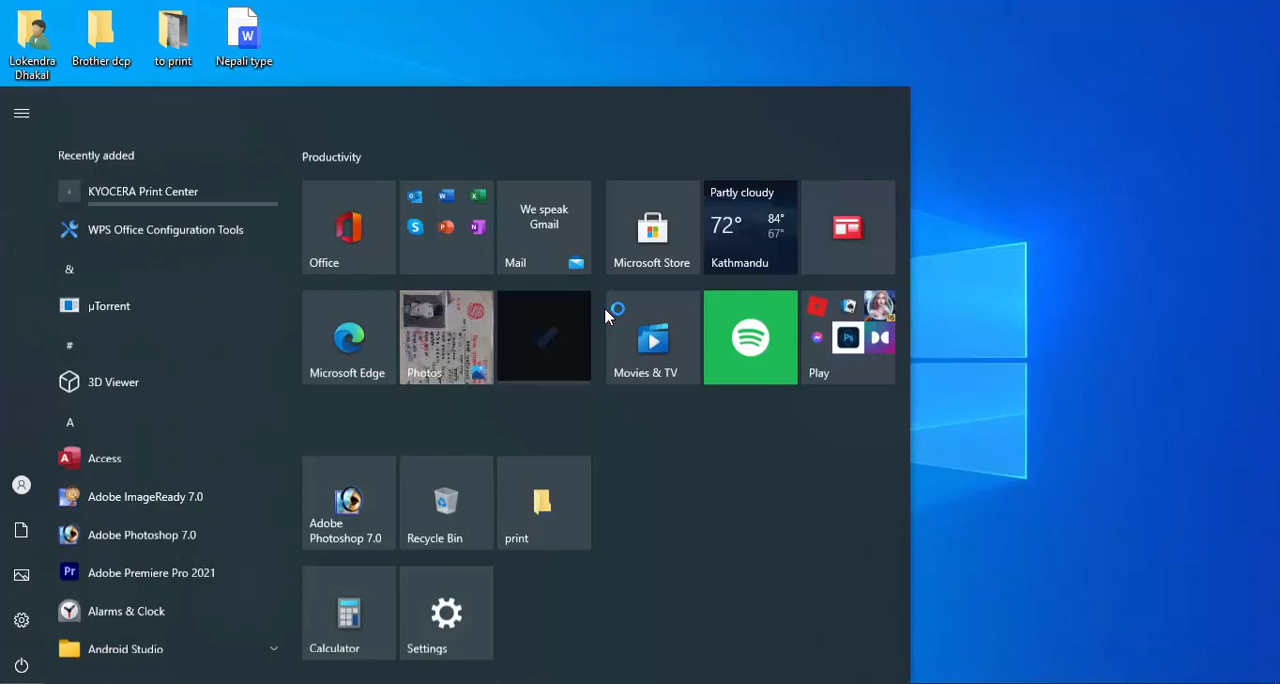 Lokendra
Dhakal
Brother dcp
to print
Nepali type
Recently added
KYOCERA Print Center
WPS Office Configuration Tools
&
µTorrent
#
3D Viewer
A
Access
Adobe ImageReady 7.0
Adobe Photoshop 7.0
Adobe Premiere Pro 2021
Alarms & Clock
Android Studio
Productivity
Office
We speak
Gmail
Mail
Microsoft Store
Partly cloudy
72°
84°
67°
Kathmandu
Microsoft Edge
Photos
Movies & TV
Play
Adobe
Photoshop 7.0
Recycle Bin
print
Calculator
Settings